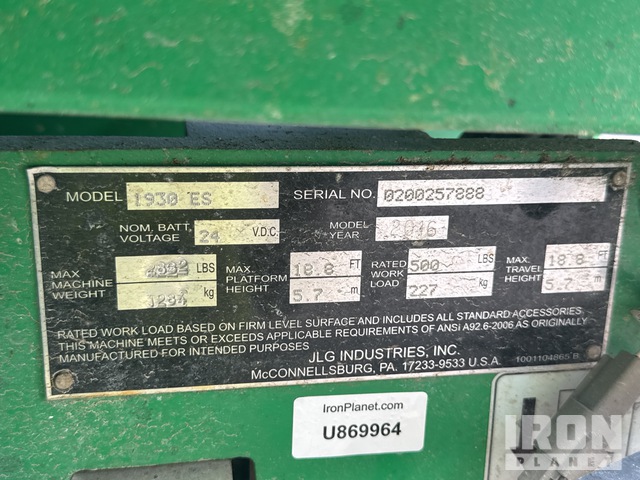 MODEL 1930 ES SERIAL NO. 0200257888
NOM. BATT. VOLTAGE 24 V.D.C. MODEL YEAR 2016
MAX MACHINE WEIGHT LBS kg MAX PLATFORM HEIGHT 18.8 FT 5.7 m RATED WORK LOAD 500 LBS 227 kg MAX. TRAVEL HEIGHT 18.8 FT 5.7 m
RATED WORK LOAD BASED ON FIRM LEVEL SURFACE AND INCLUDES ALL STANDARD ACCESSORIES
THIS MACHINE MEETS OR EXCEEDS APPLICABLE REQUIREMENTS OF ANSI A92.6-2006 AS ORIGINALLY
MANUFACTURED FOR INTENDED PURPOSES
JLG INDUSTRIES, INC.
McCONNELLSBURG, PA. 17233-9533 U.S.A. 1001104865 B
IronPlanet.com
U869964
IRON
PLANET